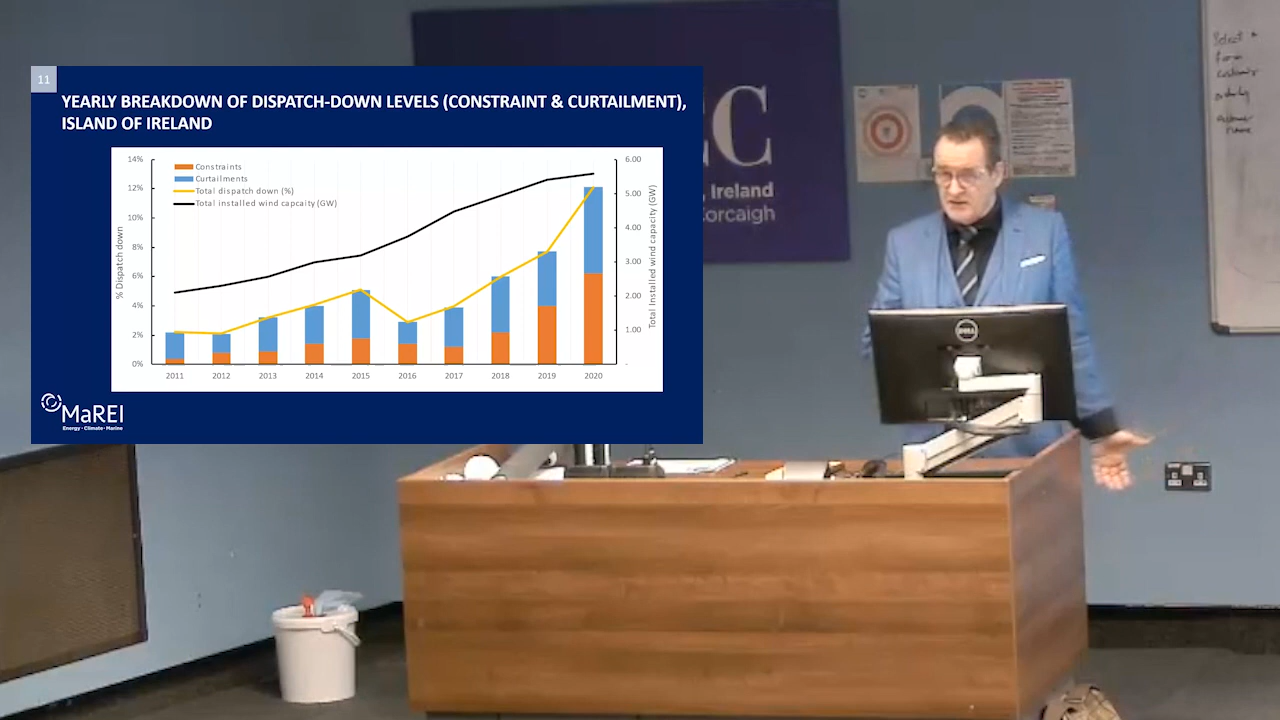 11
YEARLY BREAKDOWN OF DISPATCH-DOWN LEVELS (CONSTRAINT & CURTAILMENT),
ISLAND OF IRELAND
Constraints
Curtailments
Total dispatch down (%)
Total installed wind capcaity (GW)
% Dispatch down
14%
12%
10%
8%
6%
4%
2%
0%
6.00
5.00
4.00
3.00
2.00
1.00
-
Total Installed wind capacity (GW)
2011 2012 2013 2014 2015 2016 2017 2018 2019 2020
MaREI
Energy • Climate • Marine
CC
, Ireland
Corcaigh
DELL
Select
form